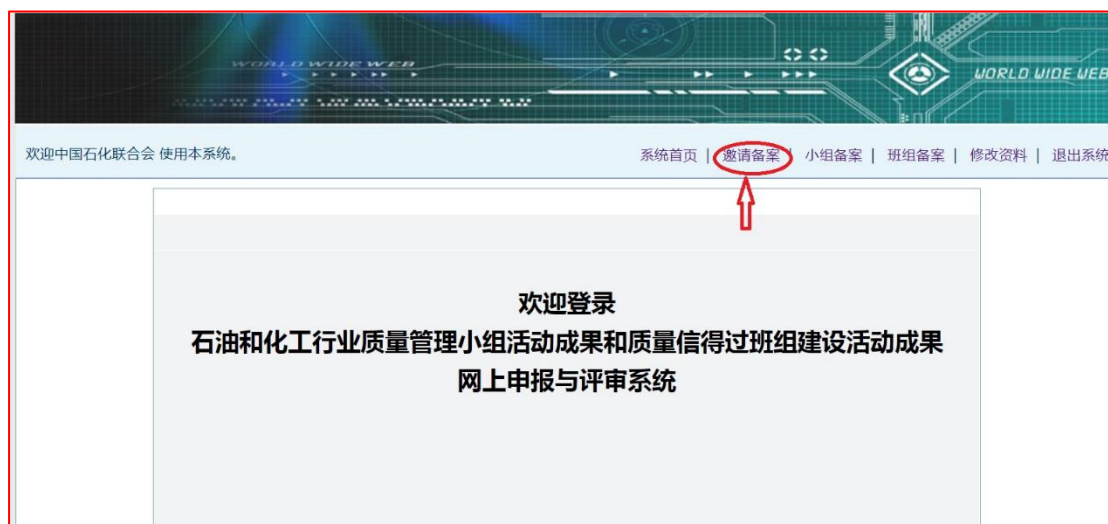 WORLD WIDE WEB
WORLD WIDE WEB
欢迎中国石化联合会 使用本系统。
系统首页 | 邀请备案 | 小组备案 | 班组备案 | 修改资料 | 退出系统
欢迎登录
石油和化工行业质量管理小组活动成果和质量信得过班组建设活动成果
网上申报与评审系统